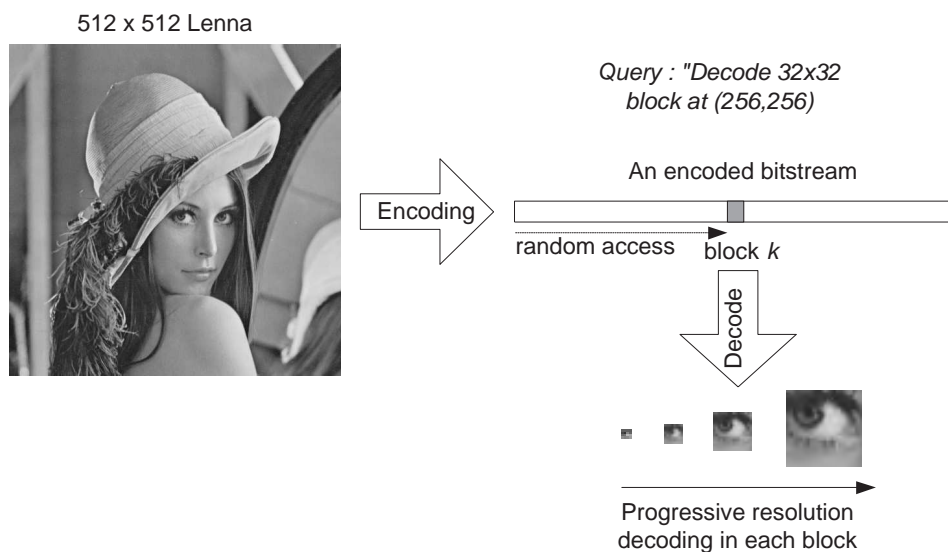 512 x 512 Lenna
Query : "Decode 32x32
block at (256,256)
An encoded bitstream
Encoding
random access
block k
Decode
Progressive resolution
decoding in each block